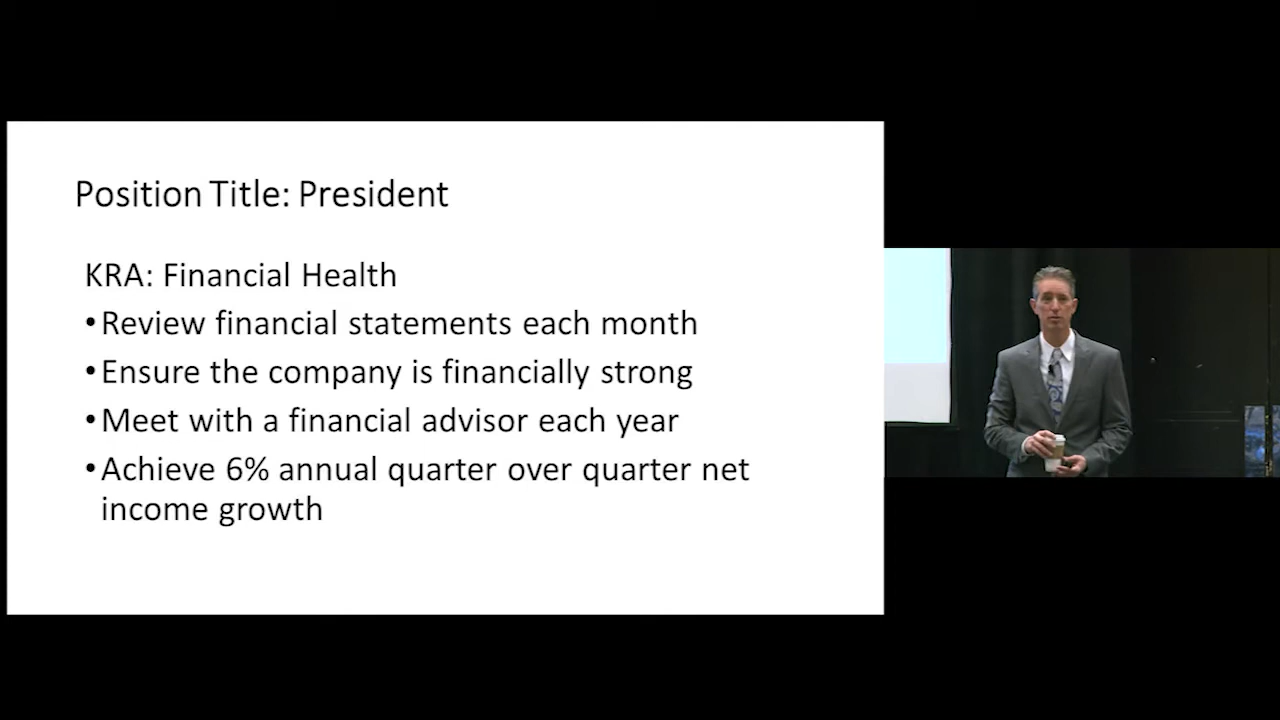 Position Title: President
KRA: Financial Health
•Review financial statements each month
•Ensure the company is financially strong
•Meet with a financial advisor each year
•Achieve 6% annual quarter over quarter net
income growth